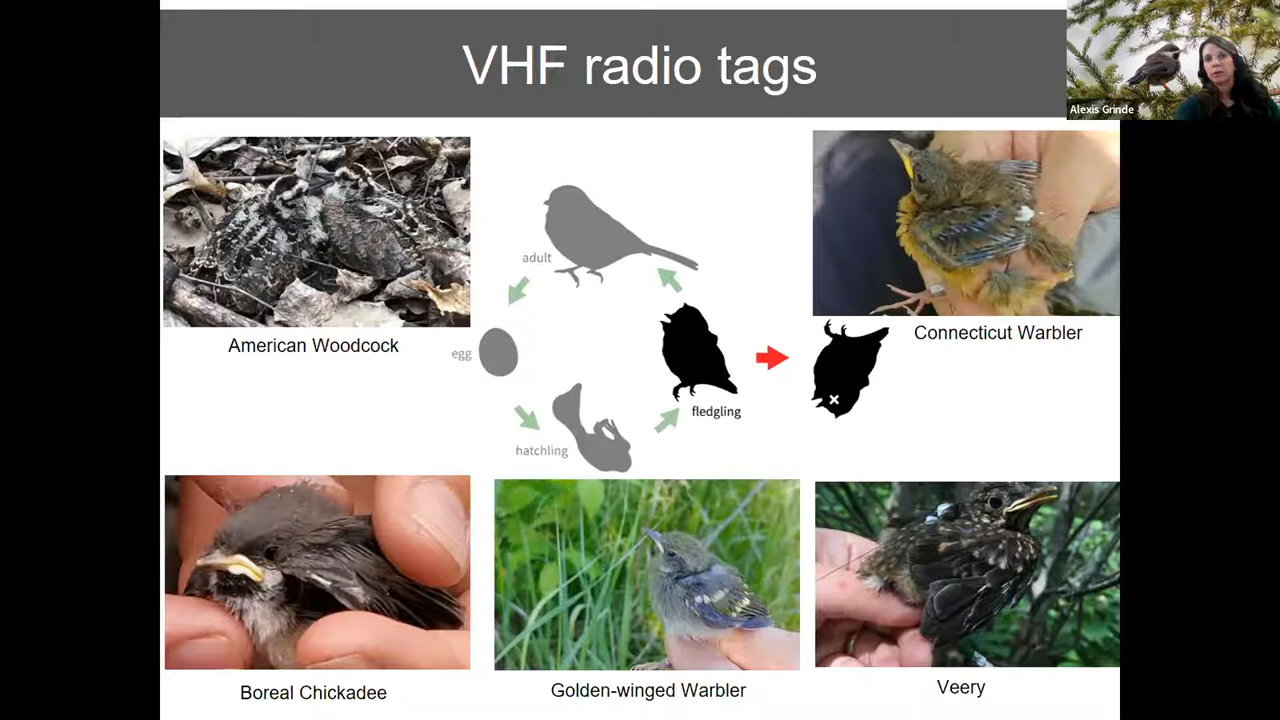 VHF radio tags
Alexis Grinde
adult
American Woodcock
egg
Connecticut Warbler
fledgling
hatchling
Boreal Chickadee
Golden-winged Warbler
Veery